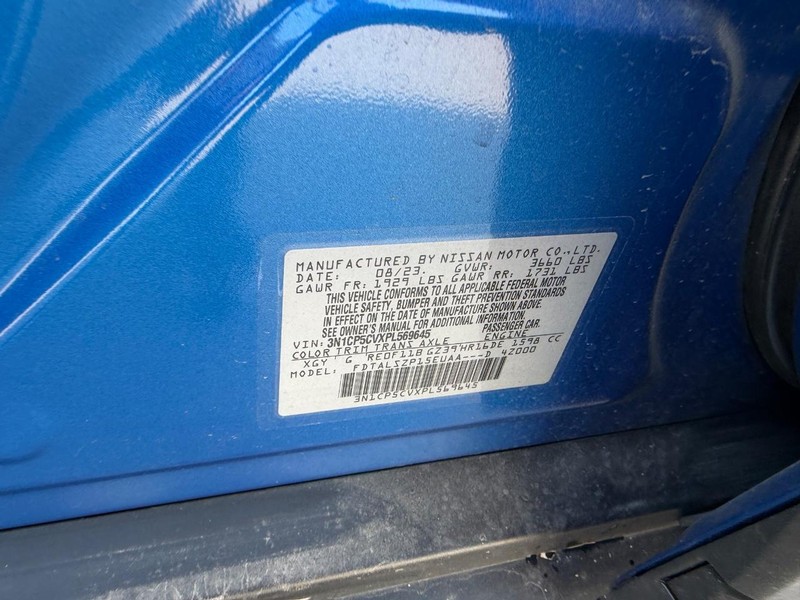 MANUFACTURED BY NISSAN MOTOR CO.,LTD.
DATE: 08/23. GVWR: 3660 LBS
GAWR FR: 1929 LBS GAWR RR: 1731 LBS
THIS VEHICLE CONFORMS TO ALL APPLICABLE FEDERAL MOTOR
VEHICLE SAFETY, BUMPER AND THEFT PREVENTION STANDARDS
IN EFFECT ON THE DATE OF MANUFACTURE SHOWN ABOVE.
SEE OWNER'S MANUAL FOR ADDITIONAL INFORMATION.
VIN: 3N1CP5CVXPL569645 PASSENGER CAR.
COLOR TRIM TRANS AXLE ENGINE
XGY G RE0F11B GZ39 HR16DE 1598 CC
MODEL: FDTALSZP15EUAA---D 42000
3N1CP5CVXPL569645